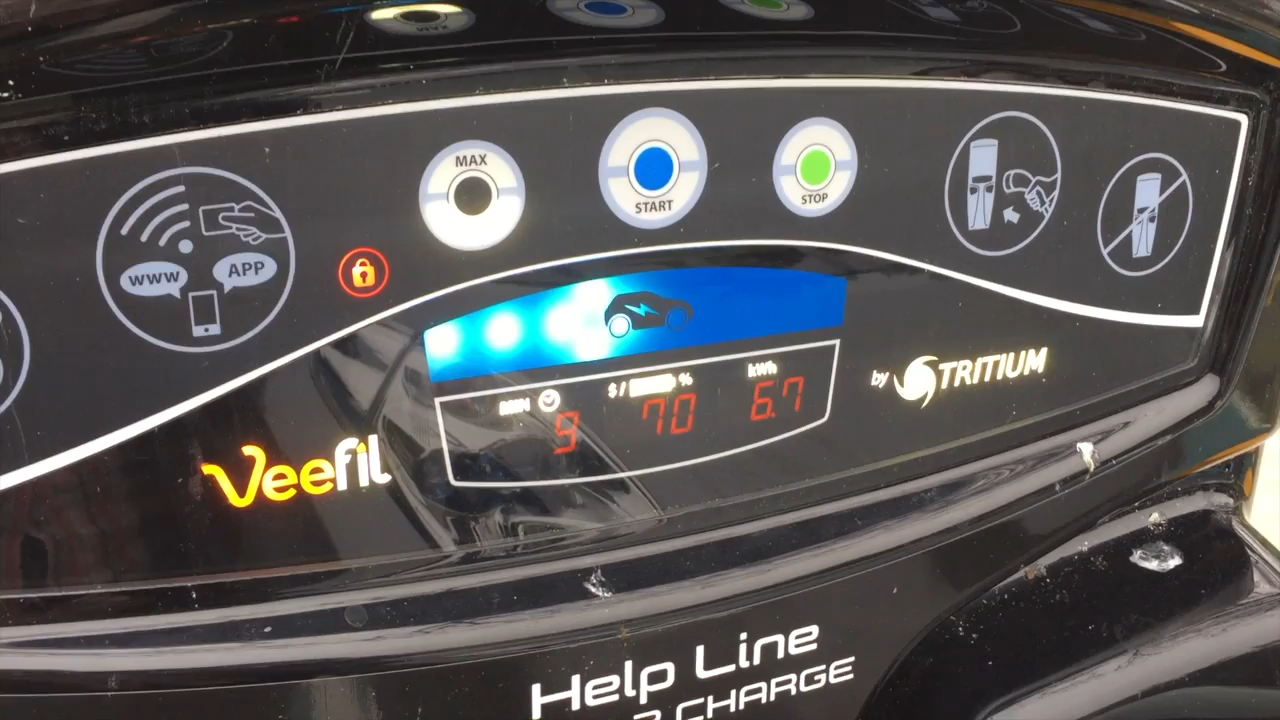 MAX
START
STOP
WWW
APP
MIN
$/ %
kWh
9
70
6.7
by TRITIUM
Veefil
Help Line
CHARGE